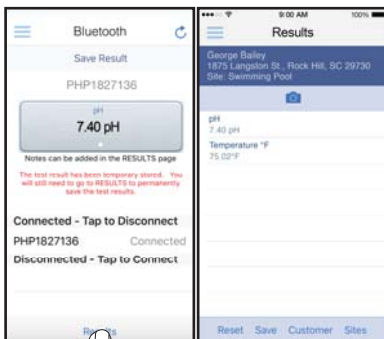 Bluetooth
Save Result
PHP1827136
pH
7.40 pH
Notes can be added in the RESULTS page
The test result has been temporary stored. You
will still need to go to RESULTS to permanently
save the test results.
Connected - Tap to Disconnect
PHP1827136 Connected
Disconnected - Tap to Connect
9:00 AM 100%
Results
George Bailey
1875 Langston St., Rock Hill, SC 29730
Site: Swimming Pool
pH
7.40 pH
Temperature °F
75.02°F
Reset Save Customer Sites